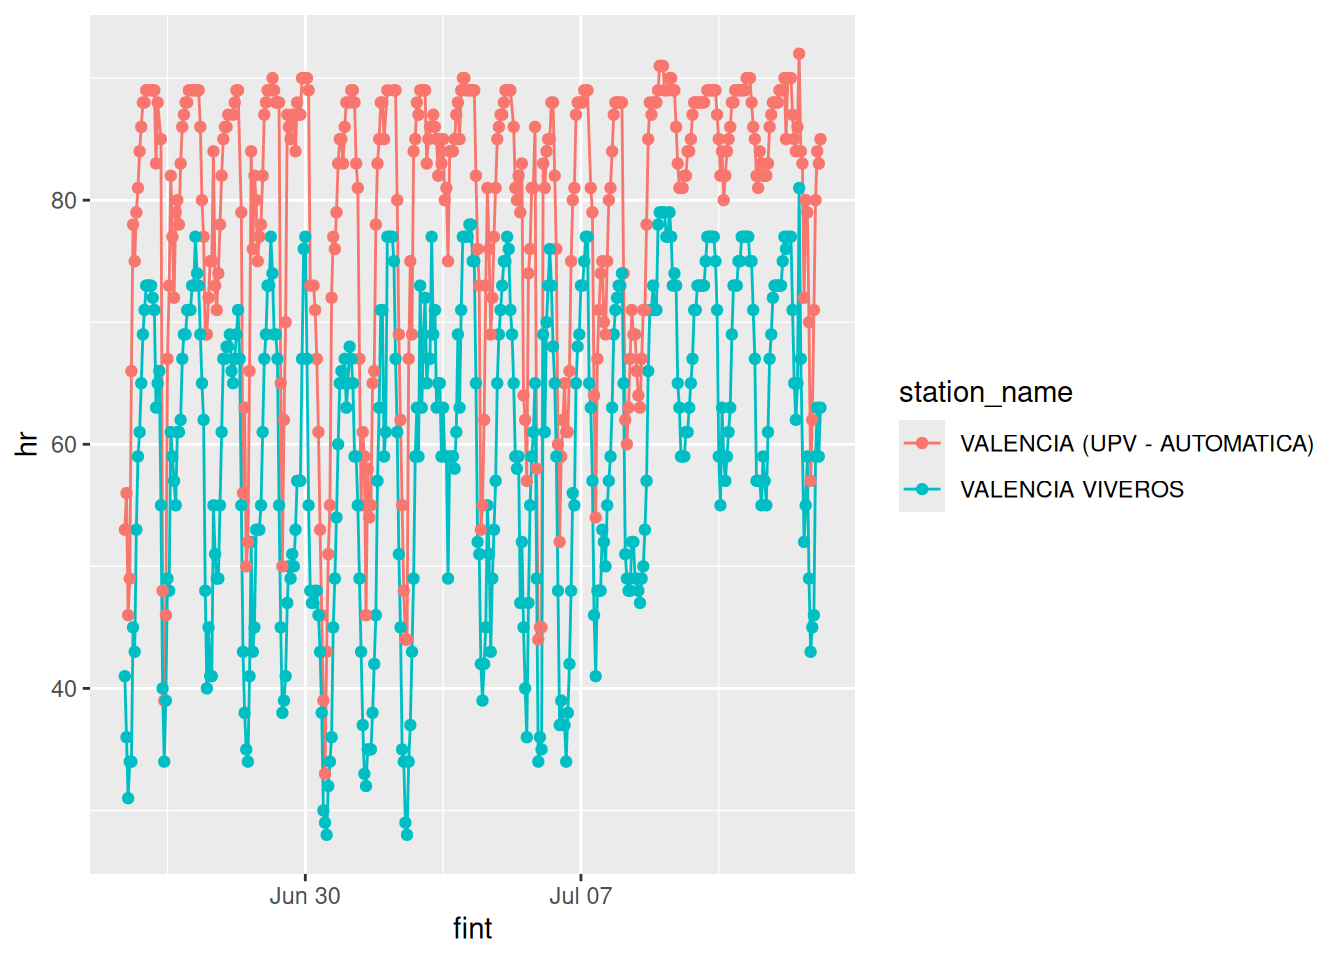 80
60
40
hr
Jun 30
Jul 07
fint
station_name
VALENCIA (UPV - AUTOMATICA)
VALENCIA VIVEROS